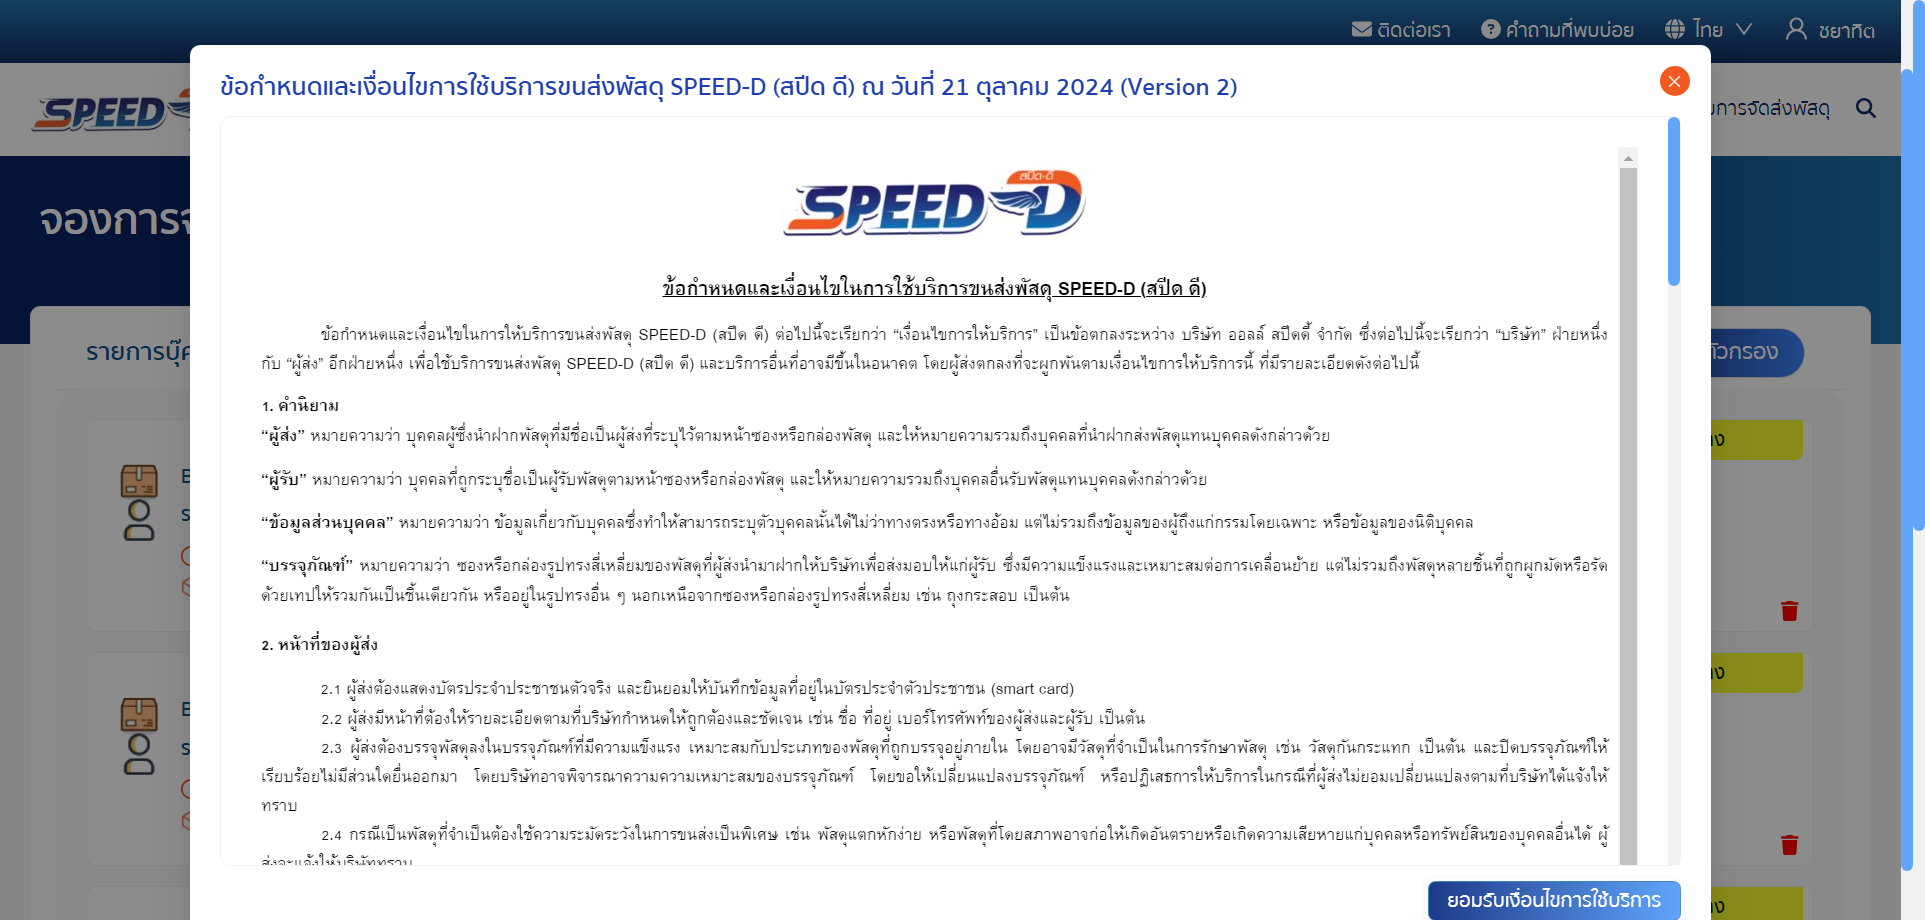 ติดต่อเรา คำถามที่พบบ่อย ไทย ชยาทิต
ข้อกำหนดและเงื่อนไขการใช้บริการขนส่งพัสดุ SPEED-D (สปีด ดี) ณ วันที่ 21 ตุลาคม 2024 (Version 2)
SPEED
การจัดส่งพัสดุ
จองการจ
สปีด-ดี
SPEED-D
ข้อกำหนดและเงื่อนไขในการใช้บริการขนส่งพัสดุ SPEED-D (สปีด ดี)
ข้อกำหนดและเงื่อนไขในการให้บริการขนส่งพัสดุ SPEED-D (สปีด ดี) ต่อไปนี้จะเรียกว่า “เงื่อนไขการให้บริการ” เป็นข้อตกลงระหว่าง บริษัท ออลล์ สปีดดี้ จำกัด ซึ่งต่อไปนี้จะเรียกว่า “บริษัท” ฝ่ายหนึ่ง
กับ “ผู้ส่ง” อีกฝ่ายหนึ่ง เพื่อใช้บริการขนส่งพัสดุ SPEED-D (สปีด ดี) และบริการอื่นที่อาจมีขึ้นในอนาคต โดยผู้ส่งตกลงที่จะผูกพันตามเงื่อนไขการให้บริการนี้ ที่มีรายละเอียดดังต่อไปนี้
รายการบุ๊ค
ตัวกรอง
1. คำนิยาม
“ผู้ส่ง” หมายความว่า บุคคลผู้ซึ่งนำฝากพัสดุที่มีชื่อเป็นผู้ส่งที่ระบุไว้ตามหน้าซองหรือกล่องพัสดุ และให้หมายความรวมถึงบุคคลที่นำฝากส่งพัสดุแทนบุคคลดังกล่าวด้วย
“ผู้รับ” หมายความว่า บุคคลที่ถูกระบุชื่อเป็นผู้รับพัสดุตามหน้าซองหรือกล่องพัสดุ และให้หมายความรวมถึงบุคคลอื่นรับพัสดุแทนบุคคลดังกล่าวด้วย
“ข้อมูลส่วนบุคคล” หมายความว่า ข้อมูลเกี่ยวกับบุคคลซึ่งทำให้สามารถระบุตัวบุคคลนั้นได้ไม่ว่าทางตรงหรือทางอ้อม แต่ไม่รวมถึงข้อมูลของผู้ถึงแก่กรรมโดยเฉพาะ หรือข้อมูลของนิติบุคคล
“บรรจุภัณฑ์” หมายความว่า ซองหรือกล่องรูปทรงสี่เหลี่ยมของพัสดุที่ผู้ส่งนำมาฝากให้บริษัทเพื่อส่งมอบให้แก่ผู้รับ ซึ่งมีความแข็งแรงและเหมาะสมต่อการเคลื่อนย้าย แต่ไม่รวมถึงพัสดุหลายชิ้นที่ถูกผูกมัดหรือรัด
ด้วยเทปให้รวมกันเป็นชิ้นเดียวกัน หรืออยู่ในรูปทรงอื่น ๆ นอกเหนือจากซองหรือกล่องรูปทรงสี่เหลี่ยม เช่น ถุงกระสอบ เป็นต้น
2. หน้าที่ของผู้ส่ง
2.1 ผู้ส่งต้องแสดงบัตรประจำประชาชนตัวจริง และยินยอมให้บันทึกข้อมูลที่อยู่ในบัตรประจำตัวประชาชน (smart card)
2.2 ผู้ส่งมีหน้าที่ต้องให้รายละเอียดตามที่บริษัทกำหนดให้ถูกต้องและชัดเจน เช่น ชื่อ ที่อยู่ เบอร์โทรศัพท์ของผู้ส่งและผู้รับ เป็นต้น
2.3 ผู้ส่งต้องบรรจุพัสดุลงในบรรจุภัณฑ์ที่มีความแข็งแรง เหมาะสมกับประเภทของพัสดุที่ถูกบรรจุอยู่ภายใน โดยอาจมีวัสดุที่จำเป็นในการรักษาพัสดุ เช่น วัสดุกันกระแทก เป็นต้น และปิดบรรจุภัณฑ์ให้
เรียบร้อยไม่มีส่วนใดยื่นออกมา โดยบริษัทอาจพิจารณาความความเหมาะสมของบรรจุภัณฑ์ โดยขอให้เปลี่ยนแปลงบรรจุภัณฑ์ หรือปฏิเสธการให้บริการในกรณีที่ผู้ส่งไม่ยอมเปลี่ยนแปลงตามที่บริษัทได้แจ้งให้
ทราบ
2.4 กรณีเป็นพัสดุที่จำเป็นต้องใช้ความระมัดระวังในการขนส่งเป็นพิเศษ เช่น พัสดุแตกหักง่าย หรือพัสดุที่โดยสภาพอาจก่อให้เกิดอันตรายหรือเกิดความเสียหายแก่บุคคลหรือทรัพย์สินของบุคคลอื่นได้ ผู้
ส่งจะแจ้งให้บริษัททราบ
ยอมรับเงื่อนไขการใช้บริการ